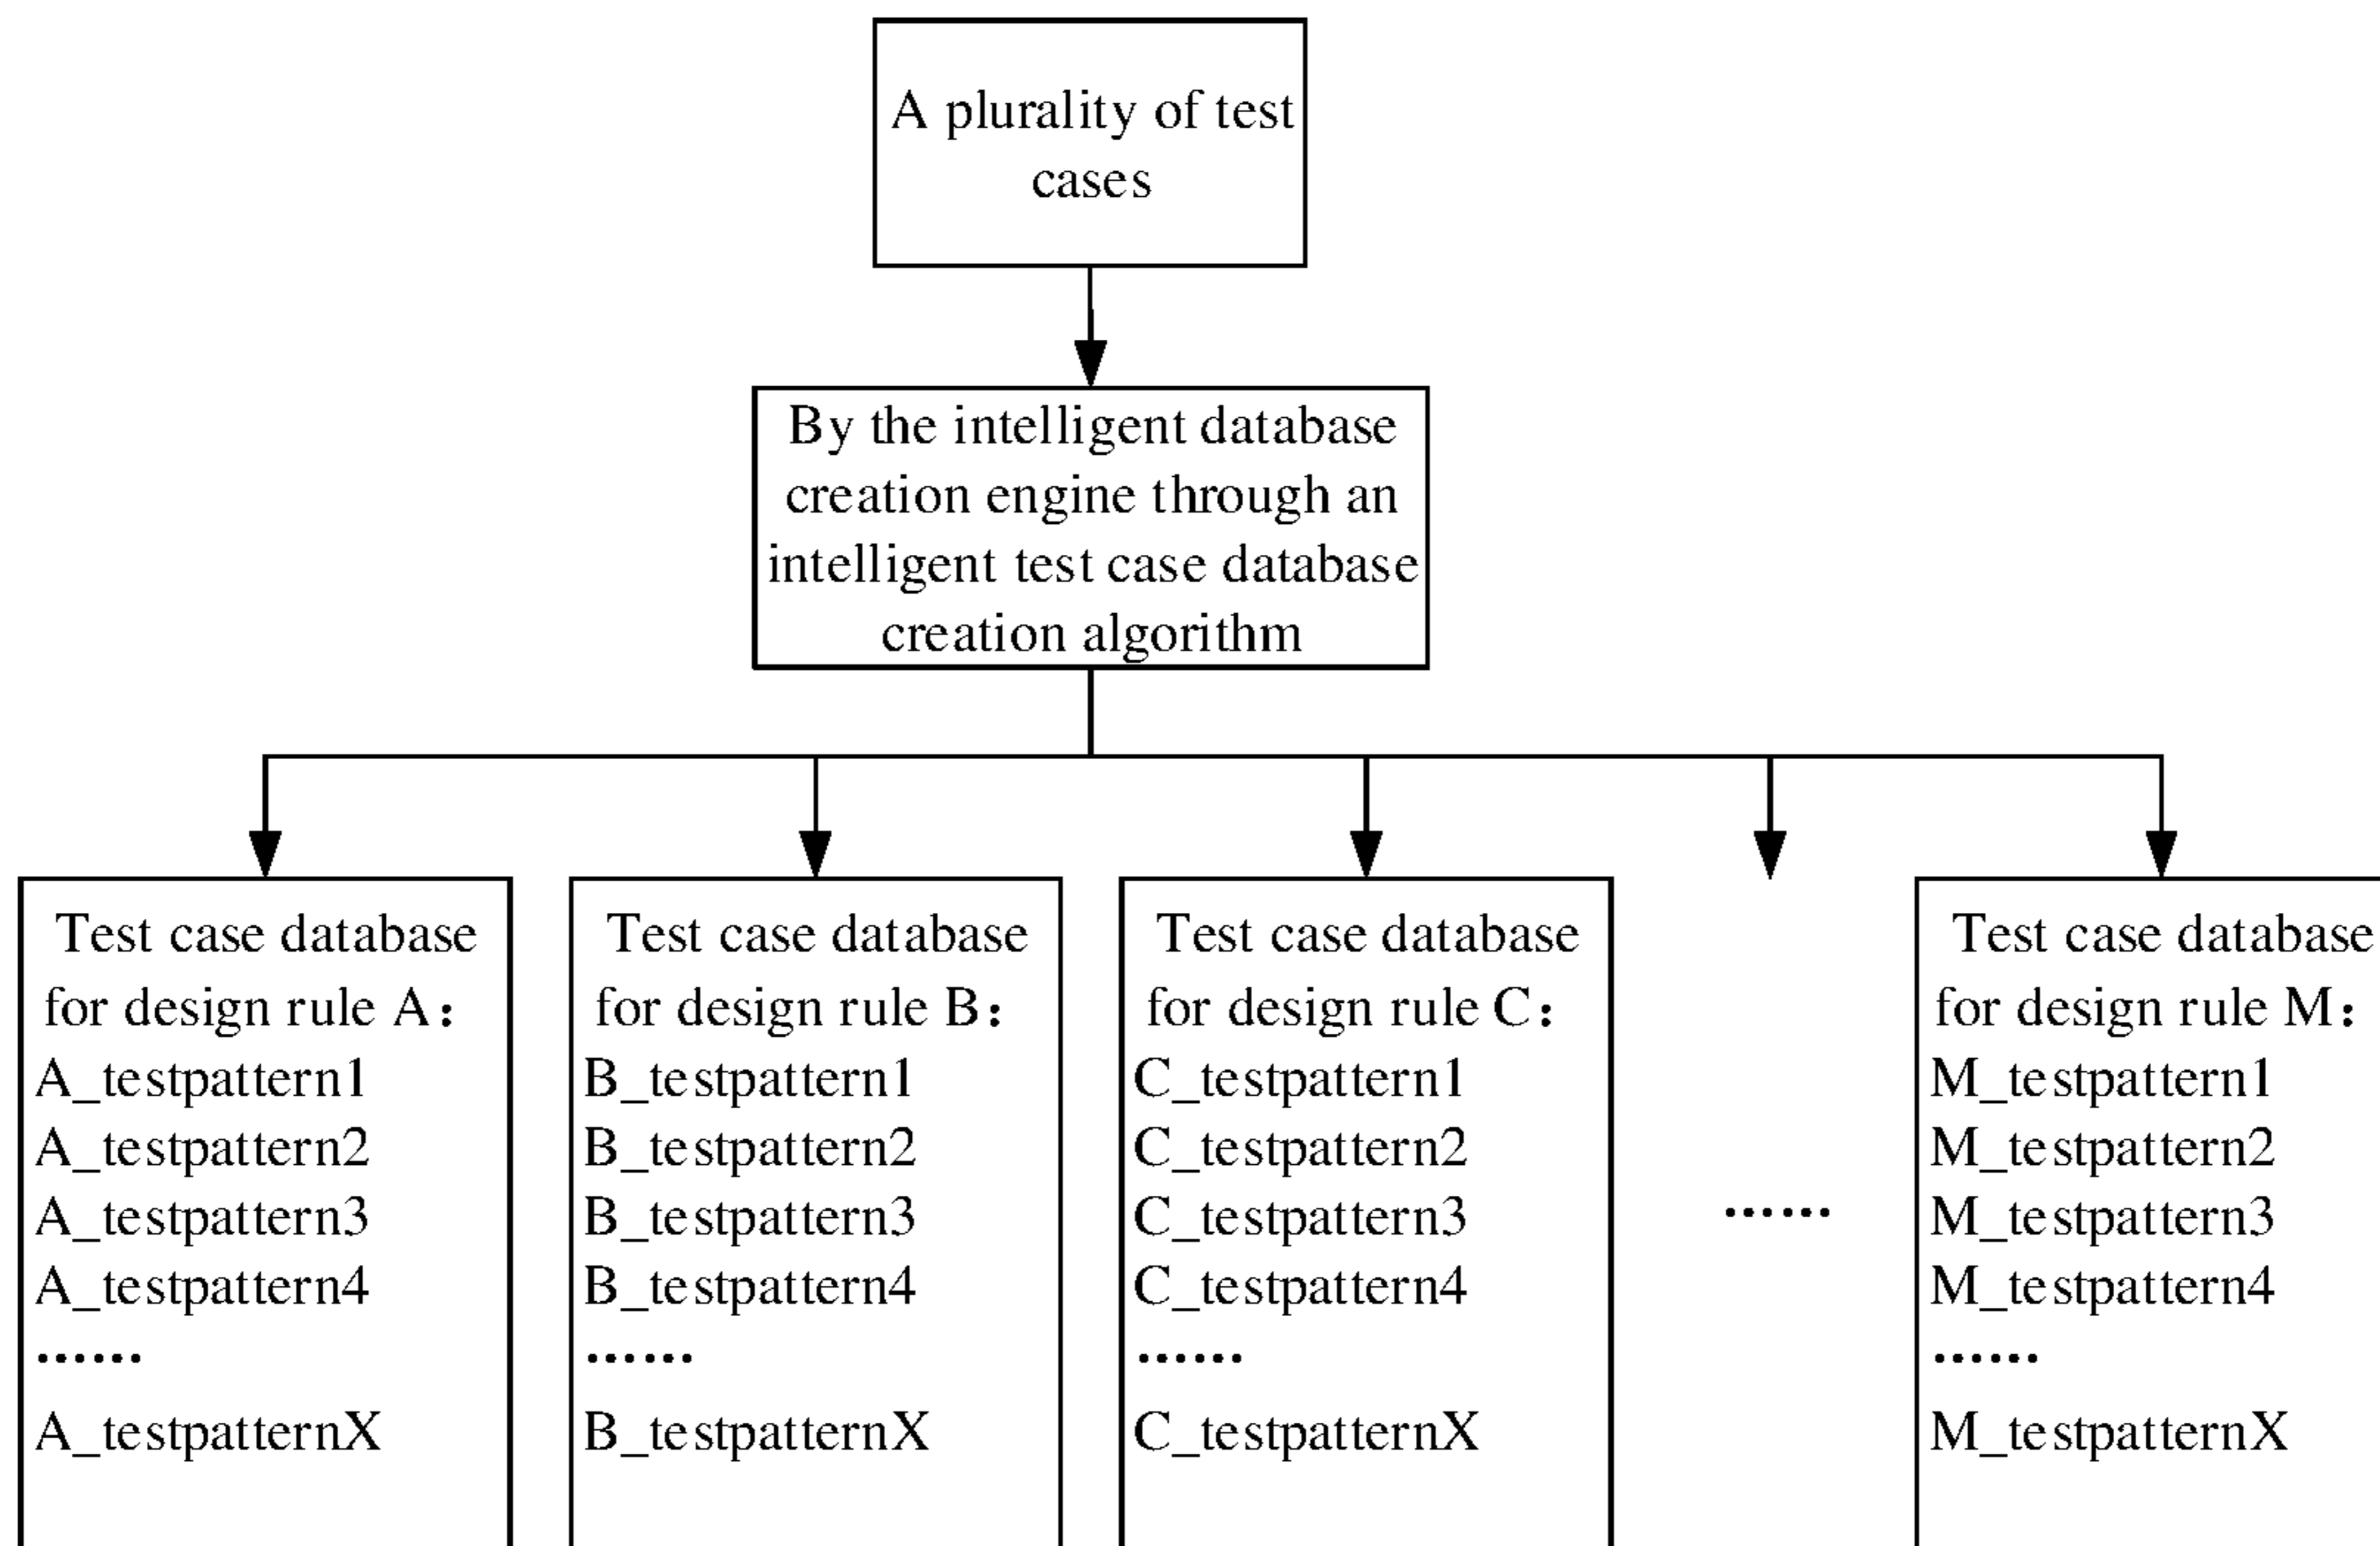 A plurality of test
cases
By the intelligent database
creation engine through an
intelligent test case database
creation algorithm
Test case database
for design rule A：
A_testpattern1
A_testpattern2
A_testpattern3
A_testpattern4
······
A_testpatternX
Test case database
for design rule B：
B_testpattern1
B_testpattern2
B_testpattern3
B_testpattern4
······
B_testpatternX
Test case database
for design rule C：
C_testpattern1
C_testpattern2
C_testpattern3
C_testpattern4
······
C_testpatternX
······
Test case database
for design rule M：
M_testpattern1
M_testpattern2
M_testpattern3
M_testpattern4
······
M_testpatternX